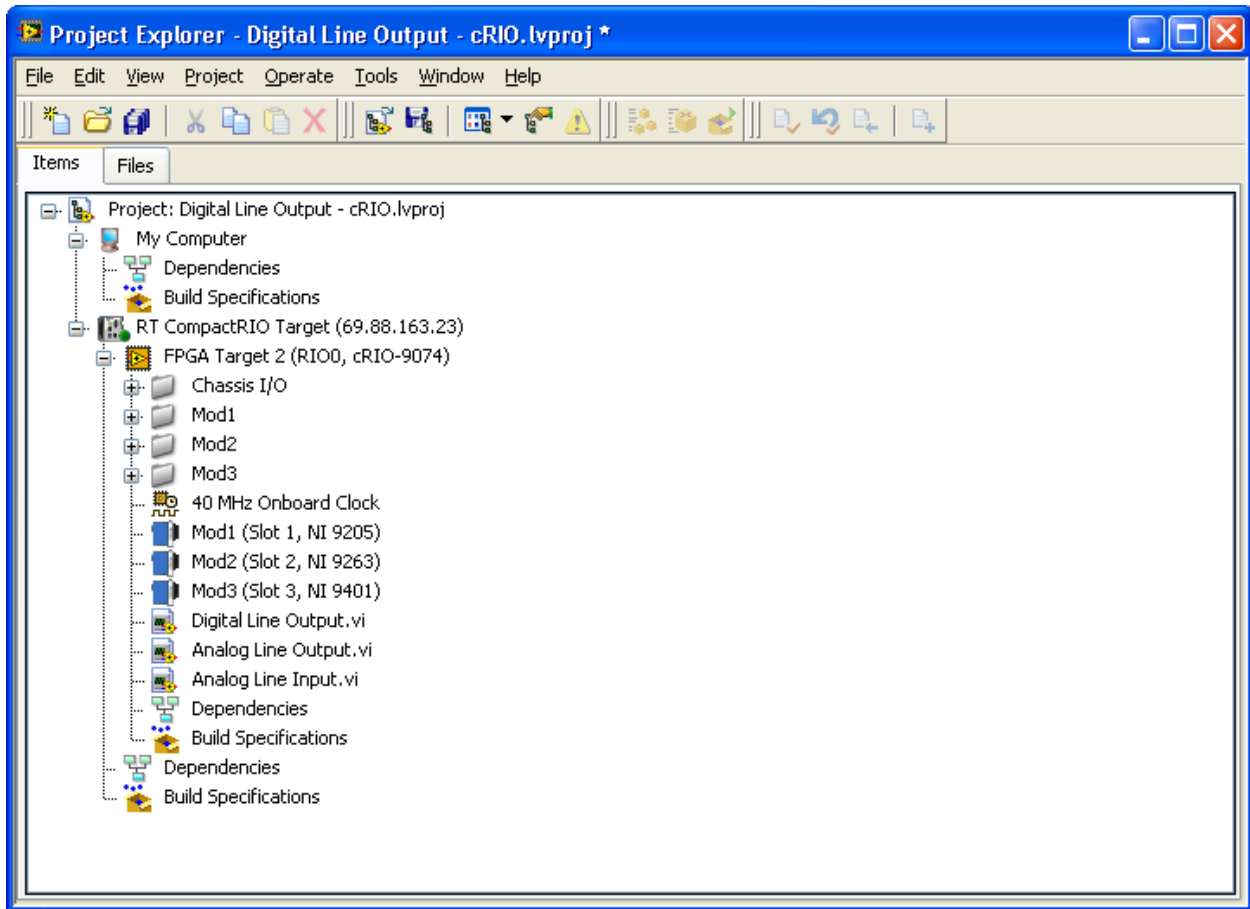 Project Explorer - Digital Line Output - cRIO.lvproj *
File Edit View Project Operate Tools Window Help
Items Files
Project: Digital Line Output - cRIO.lvproj
My Computer
Dependencies
Build Specifications
RT CompactRIO Target (69.88.163.23)
FPGA Target 2 (RIO0, cRIO-9074)
Chassis I/O
Mod1
Mod2
Mod3
40 MHz Onboard Clock
Mod1 (Slot 1, NI 9205)
Mod2 (Slot 2, NI 9263)
Mod3 (Slot 3, NI 9401)
Digital Line Output.vi
Analog Line Output.vi
Analog Line Input.vi
Dependencies
Build Specifications
Dependencies
Build Specifications